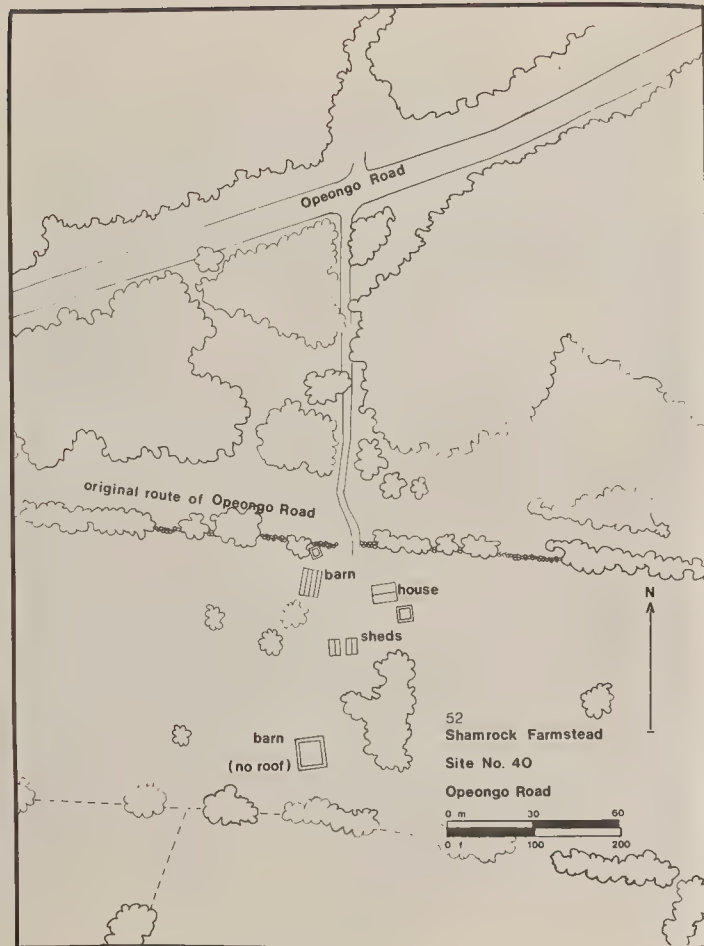 Opeongo Road
original route of Opeongo Road
barn
house
sheds
N
barn
(no roof)
52
Shamrock Farmstead
Site No. 40
Opeongo Road
0 m 30 60
0 f 100 200